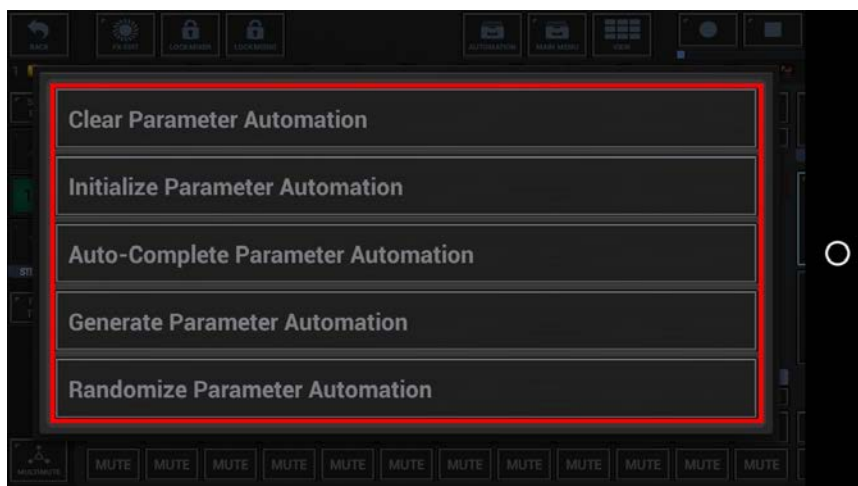 BACK
FX-EDIT
LOCK MIXER
AUTOMATION
MAIN MENU
VIEW
1
Clear Parameter Automation
Initialize Parameter Automation
Auto-Complete Parameter Automation
Generate Parameter Automation
Randomize Parameter Automation
MULTIMUTE
MUTE MUTE MUTE MUTE MUTE MUTE MUTE MUTE MUTE MUTE MUTE MUTE